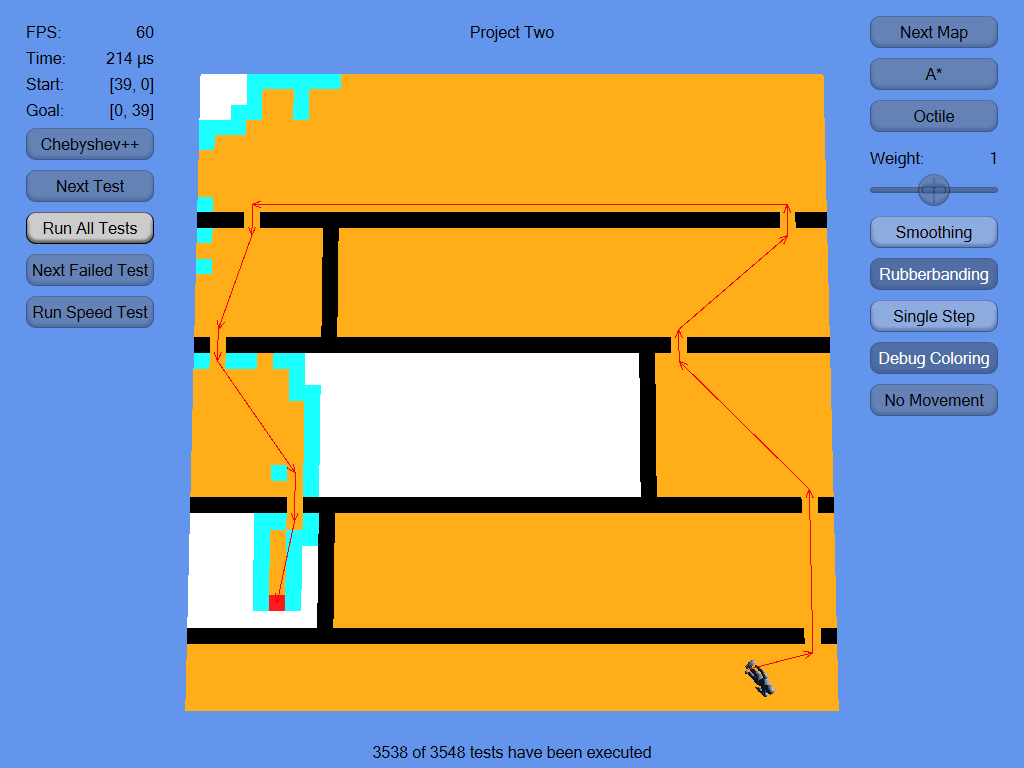 FPS: 60
Time: 214 µs
Start: [39, 0]
Goal: [0, 39]
Chebyshev++
Next Test
Run All Tests
Next Failed Test
Run Speed Test
Project Two
Next Map
A*
Octile
Weight: 1
Smoothing
Rubberbanding
Single Step
Debug Coloring
No Movement
3538 of 3548 tests have been executed